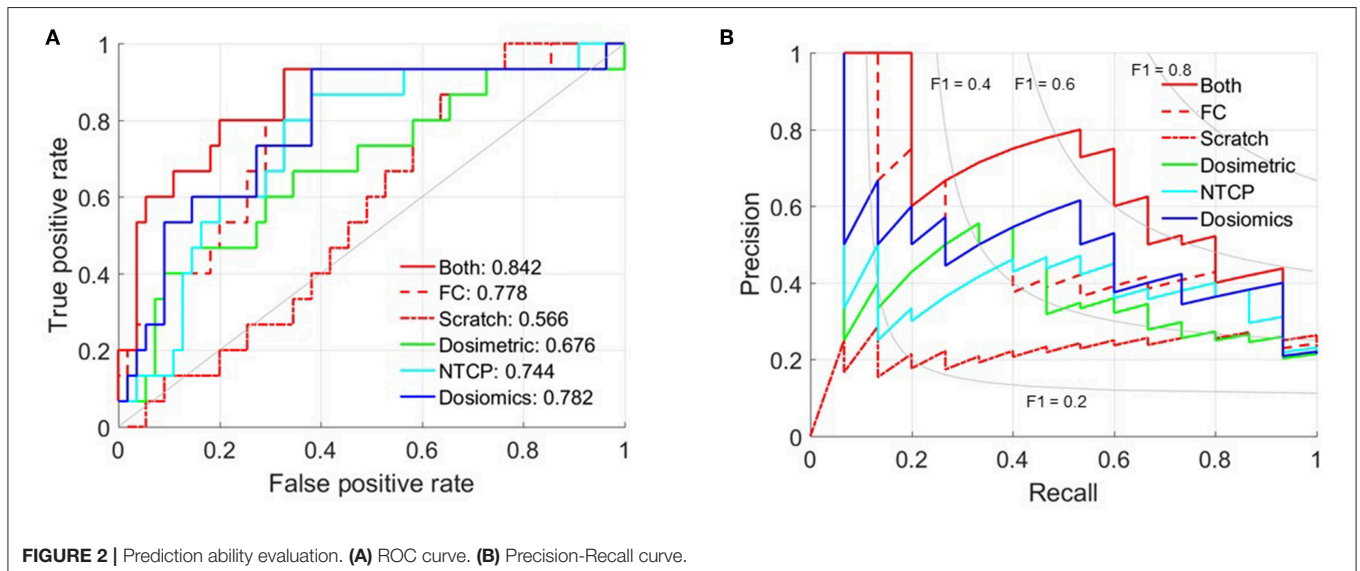 A
1
0.8
0.6
0.4
0.2
0
True positive rate
Both: 0.842
FC: 0.778
Scratch: 0.566
Dosimetric: 0.676
NTCP: 0.744
Dosiomics: 0.782
0 0.2 0.4 0.6 0.8 1
False positive rate
B
1
0.8
0.6
0.4
0.2
0
Precision
F1 = 0.4
F1 = 0.6
F1 = 0.8
Both
FC
Scratch
Dosimetric
NTCP
Dosiomics
F1 = 0.2
0 0.2 0.4 0.6 0.8 1
Recall
FIGURE 2 | Prediction ability evaluation. (A) ROC curve. (B) Precision-Recall curve.